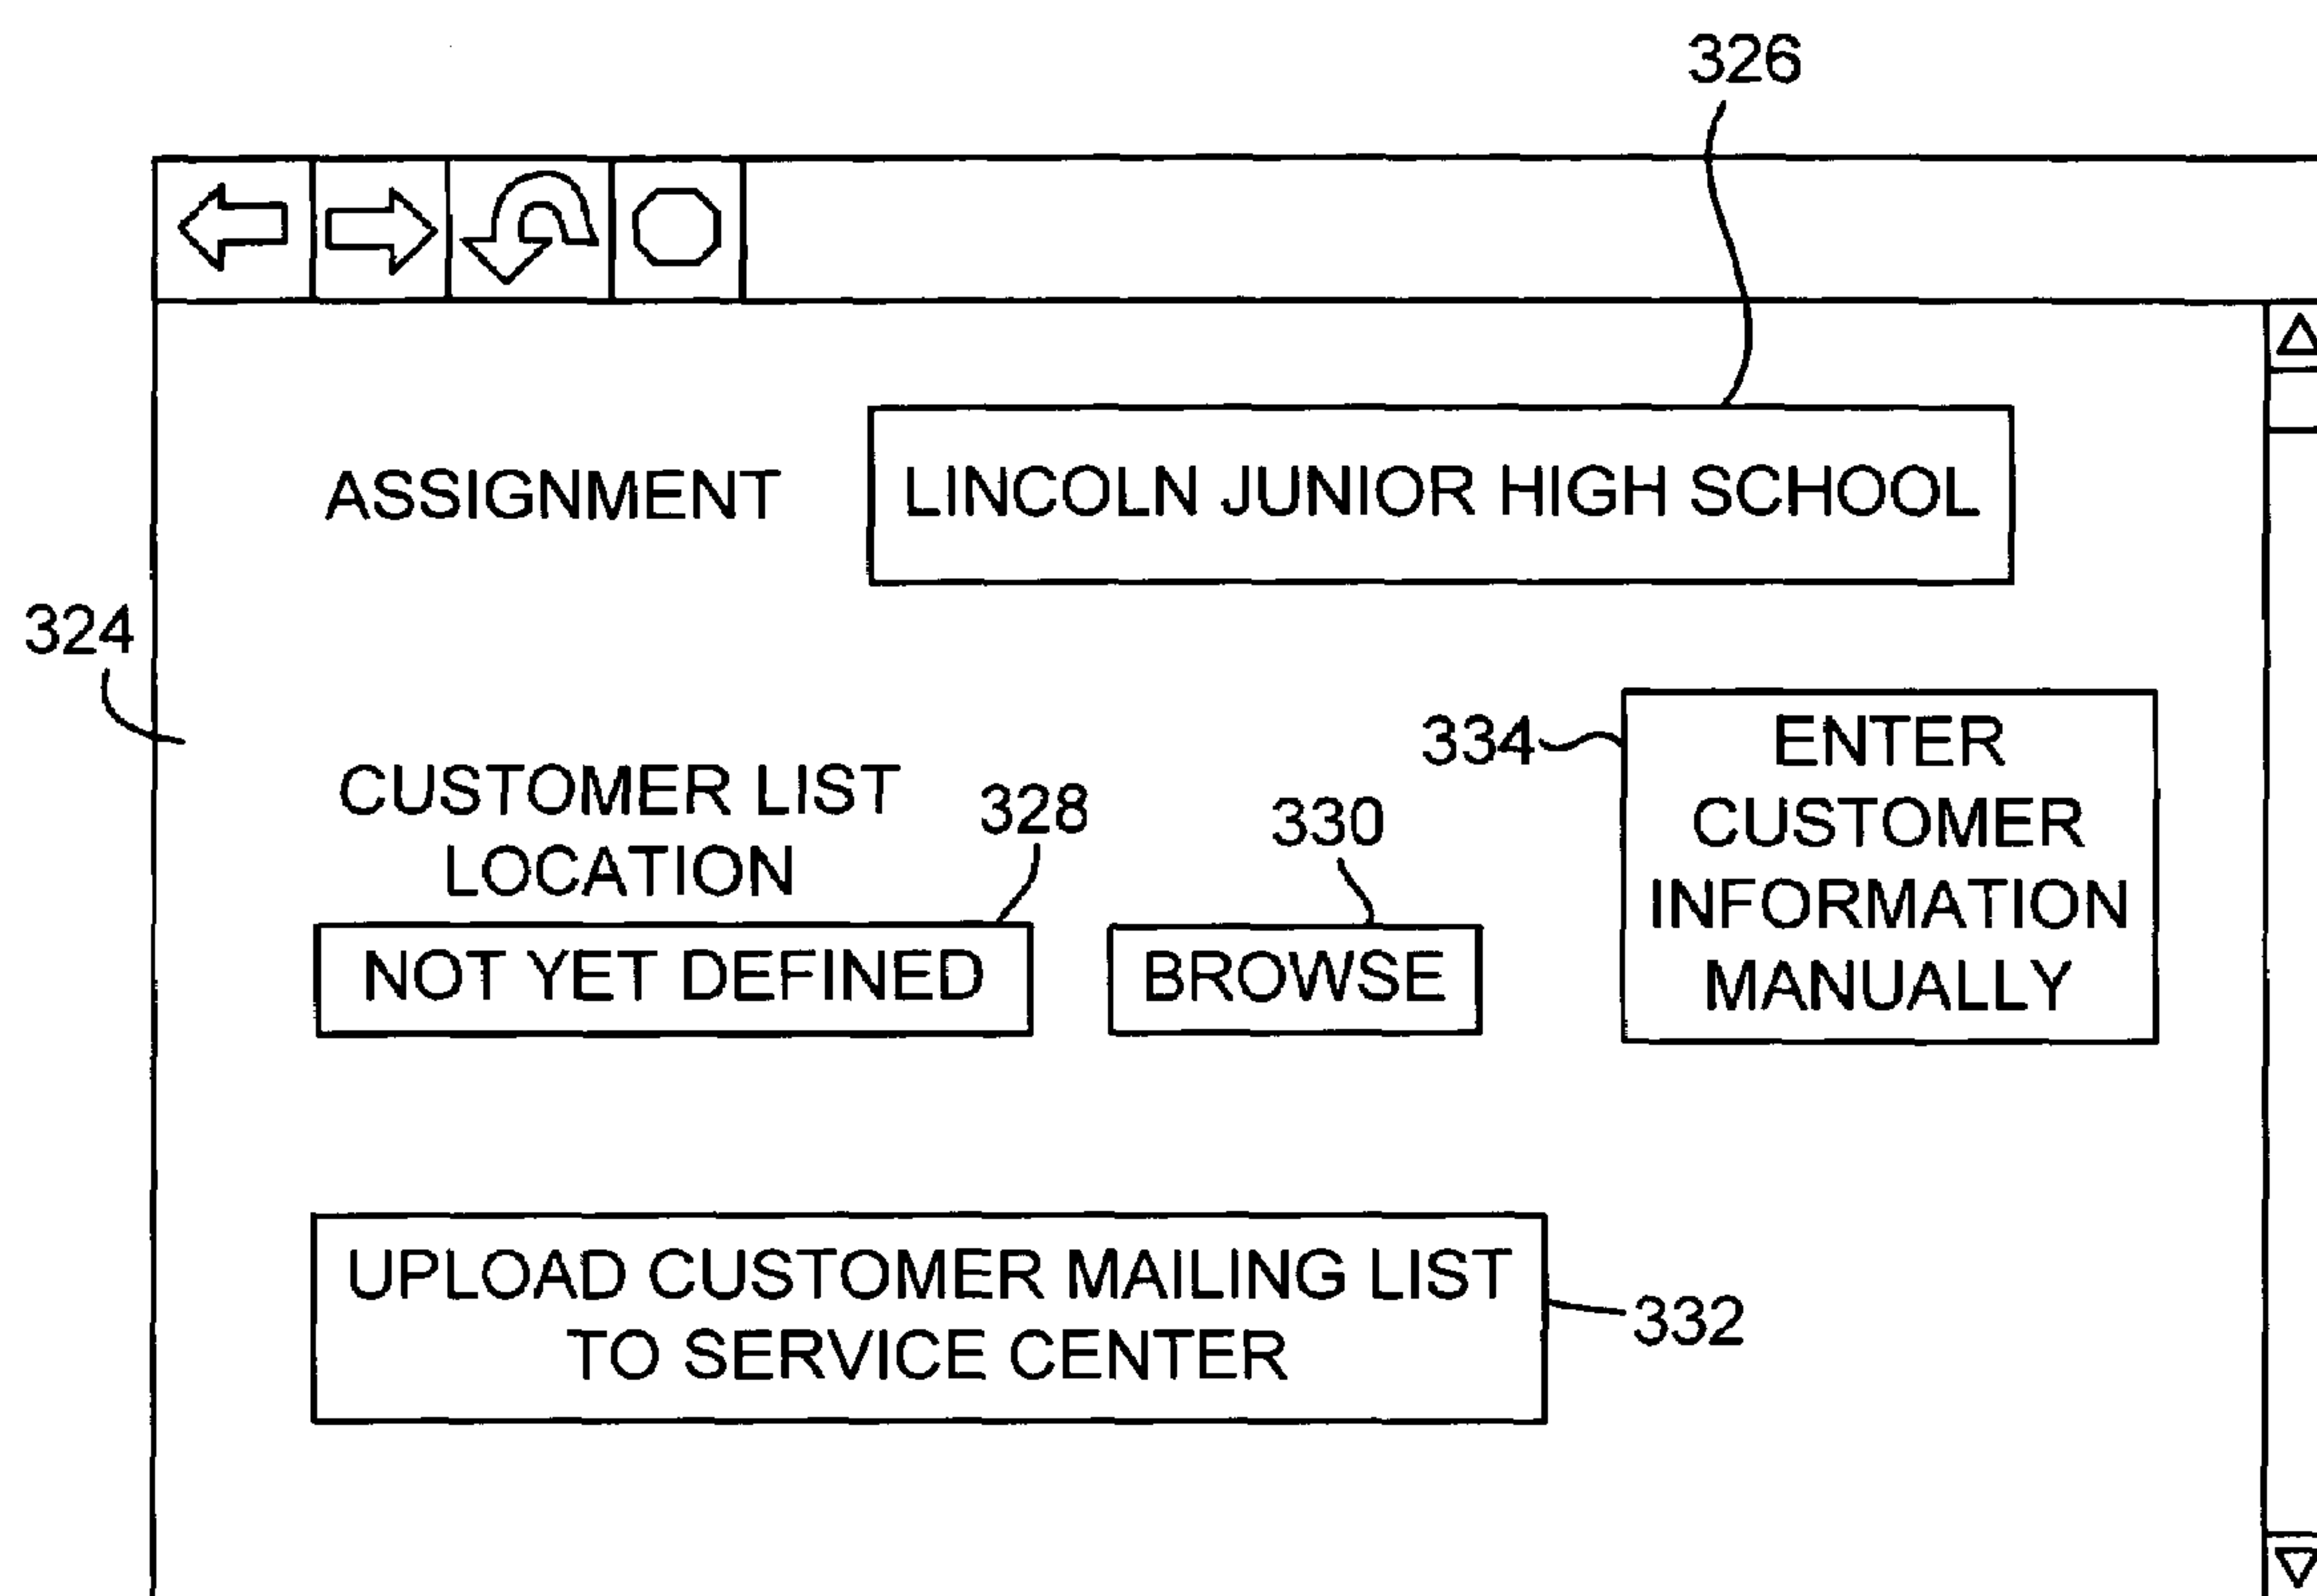 326
ASSIGNMENT LINCOLN JUNIOR HIGH SCHOOL
324
334
ENTER
CUSTOMER
INFORMATION
MANUALLY
CUSTOMER LIST
LOCATION
328
330
NOT YET DEFINED
BROWSE
UPLOAD CUSTOMER MAILING LIST
TO SERVICE CENTER
332